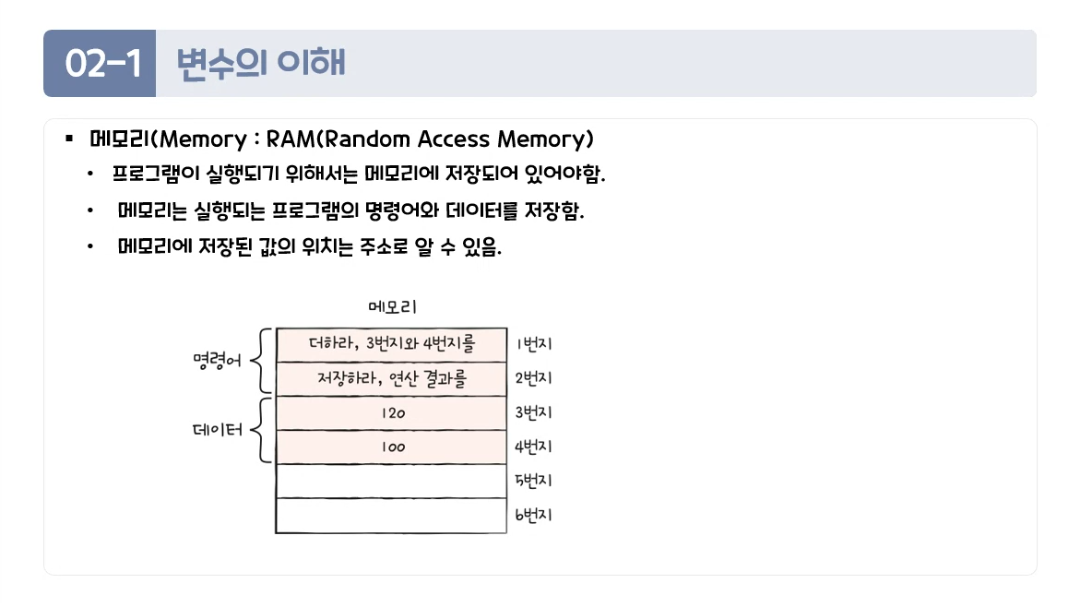 02-1 변수의 이해
▪ 메모리(Memory : RAM(Random Access Memory)
• 프로그램이 실행되기 위해서는 메모리에 저장되어 있어야함.
• 메모리는 실행되는 프로그램의 명령어와 데이터를 저장함.
• 메모리에 저장된 값의 위치는 주소로 알 수 있음.
메모리
명령어
더하라, 3번지와 4번지를 1번지
저장하라, 연산 결과를 2번지
데이터
120 3번지
100 4번지
5번지
6번지